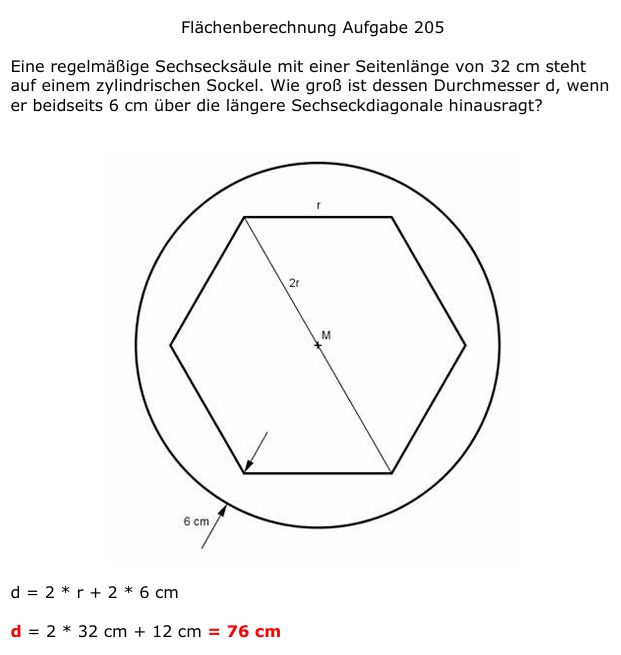 Flächenberechnung Aufgabe 205
Eine regelmäßige Sechsecksäule mit einer Seitenlänge von 32 cm steht
auf einem zylindrischen Sockel. Wie groß ist dessen Durchmesser d, wenn
er beidseits 6 cm über die längere Sechseckdiagonale hinausragt?
r
2r
M
6 cm
d = 2 * r + 2 * 6 cm
d = 2 * 32 cm + 12 cm = 76 cm